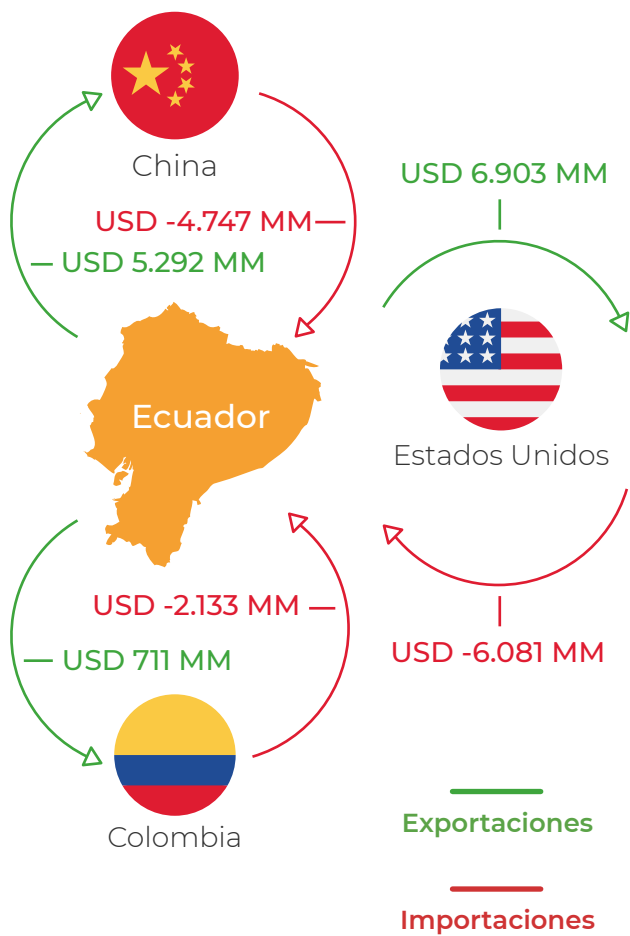 China
USD 6.903 MM
USD -4.747 MM
USD 5.292 MM
Ecuador
Estados Unidos
USD -2.133 MM
USD 711 MM
USD -6.081 MM
Colombia
Exportaciones
Importaciones